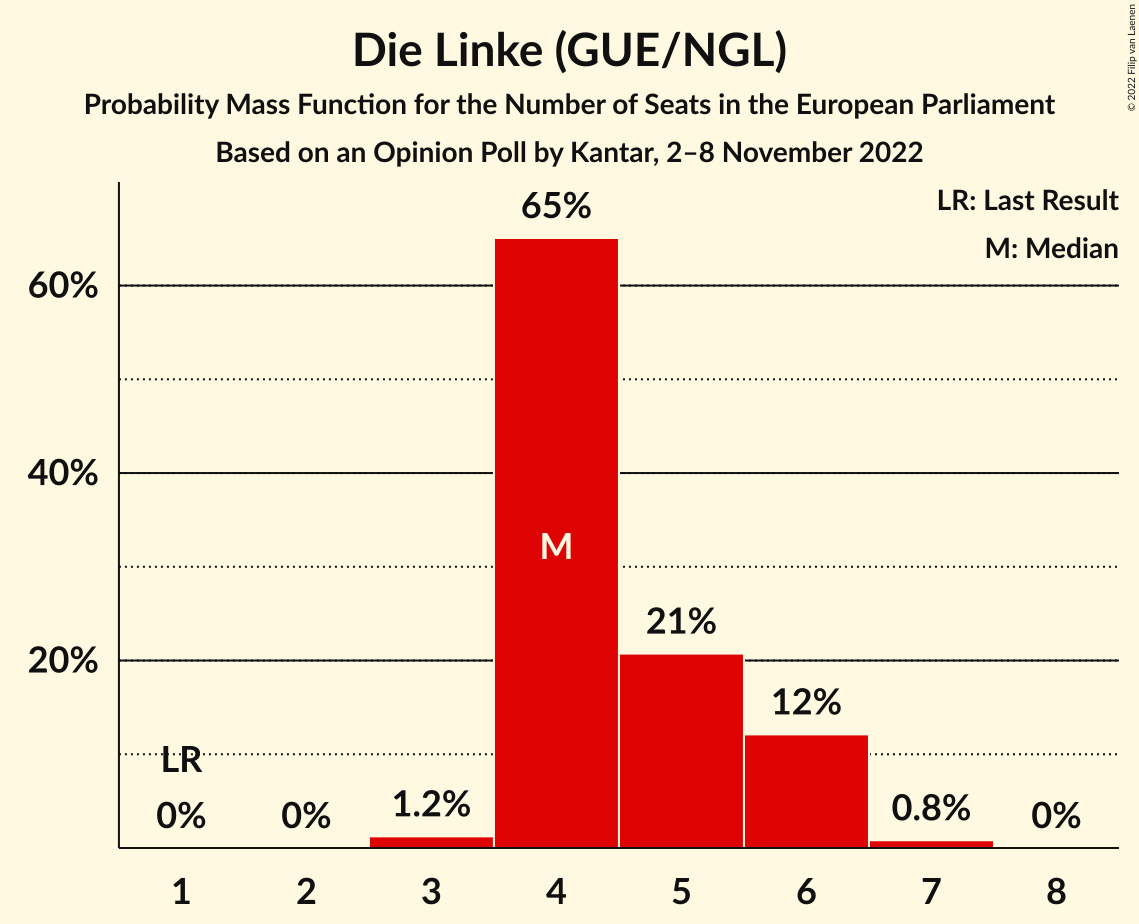 Die Linke (GUE/NGL)
Probability Mass Function for the Number of Seats in the European Parliament
Based on an Opinion Poll by Kantar, 2–8 November 2022
© 2022 Filip van Laenen
LR: Last Result
M: Median
65%
60%
40%
M
21%
20%
12%
LR
0%
0%
1.2%
0.8%
0%
1
2
3
4
5
6
7
8